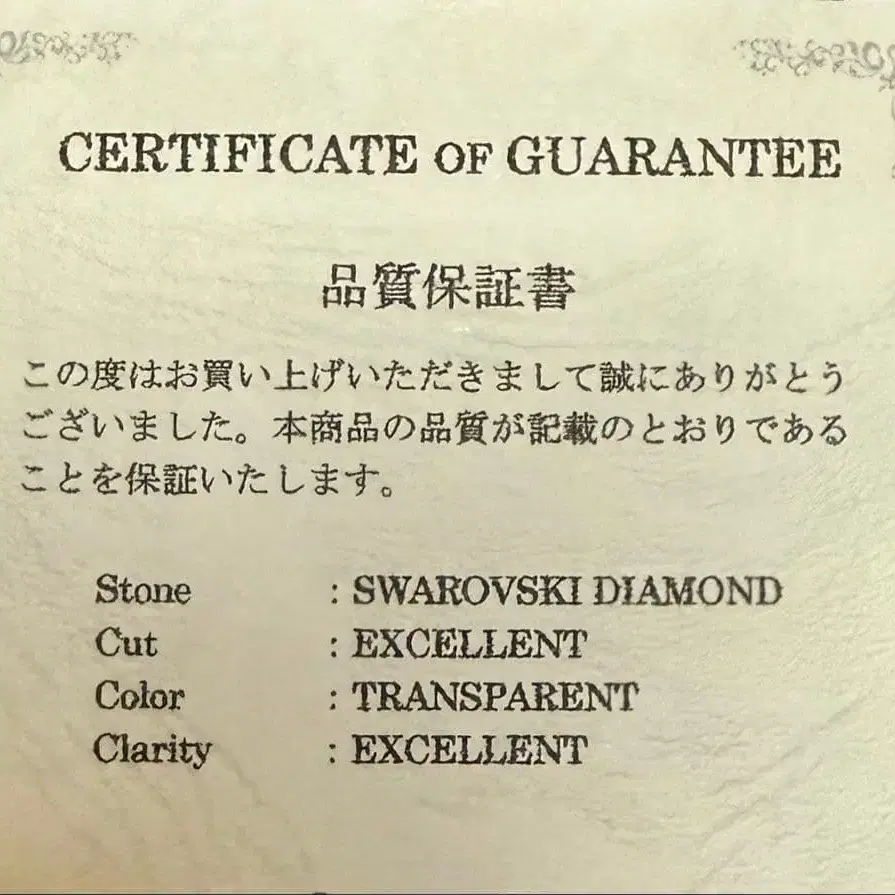 CERTIFICATE OF GUARANTEE
品質保証書
この度はお買い上げいただきまして誠にありがとう
ございました。本商品の品質が記載のとおりである
ことを保証いたします。
Stone : SWAROVSKI DIAMOND
Cut : EXCELLENT
Color : TRANSPARENT
Clarity : EXCELLENT